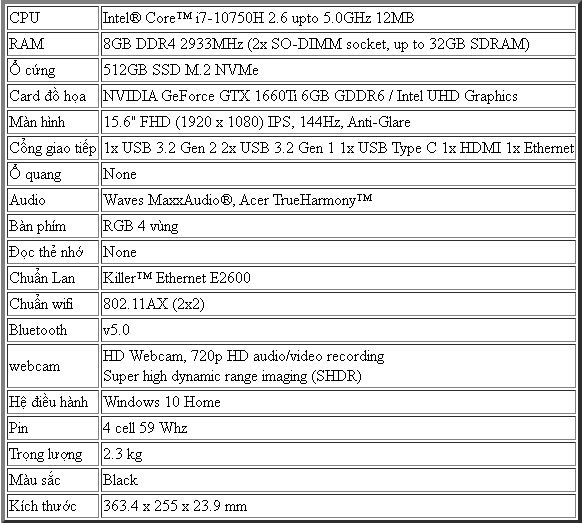 CPU Intel® Core™ i7-10750H 2.6 upto 5.0GHz 12MB
RAM 8GB DDR4 2933MHz (2x SO-DIMM socket, up to 32GB SDRAM)
Ổ cứng 512GB SSD M.2 NVMe
Card đồ họa NVIDIA GeForce GTX 1660Ti 6GB GDDR6 / Intel UHD Graphics
Màn hình 15.6" FHD (1920 x 1080) IPS, 144Hz, Anti-Glare
Cổng giao tiếp 1x USB 3.2 Gen 2 2x USB 3.2 Gen 1 1x USB Type C 1x HDMI 1x Ethernet
Ổ quang None
Audio Waves MaxxAudio®, Acer TrueHarmony™
Bàn phím RGB 4 vùng
Đọc thẻ nhớ None
Chuẩn Lan Killer™ Ethernet E2600
Chuẩn wifi 802.11AX (2x2)
Bluetooth v5.0
webcam HD Webcam, 720p HD audio/video recording
Super high dynamic range imaging (SHDR)
Hệ điều hành Windows 10 Home
Pin 4 cell 59 Whz
Trọng lượng 2.3 kg
Màu sắc Black
Kích thước 363.4 x 255 x 23.9 mm